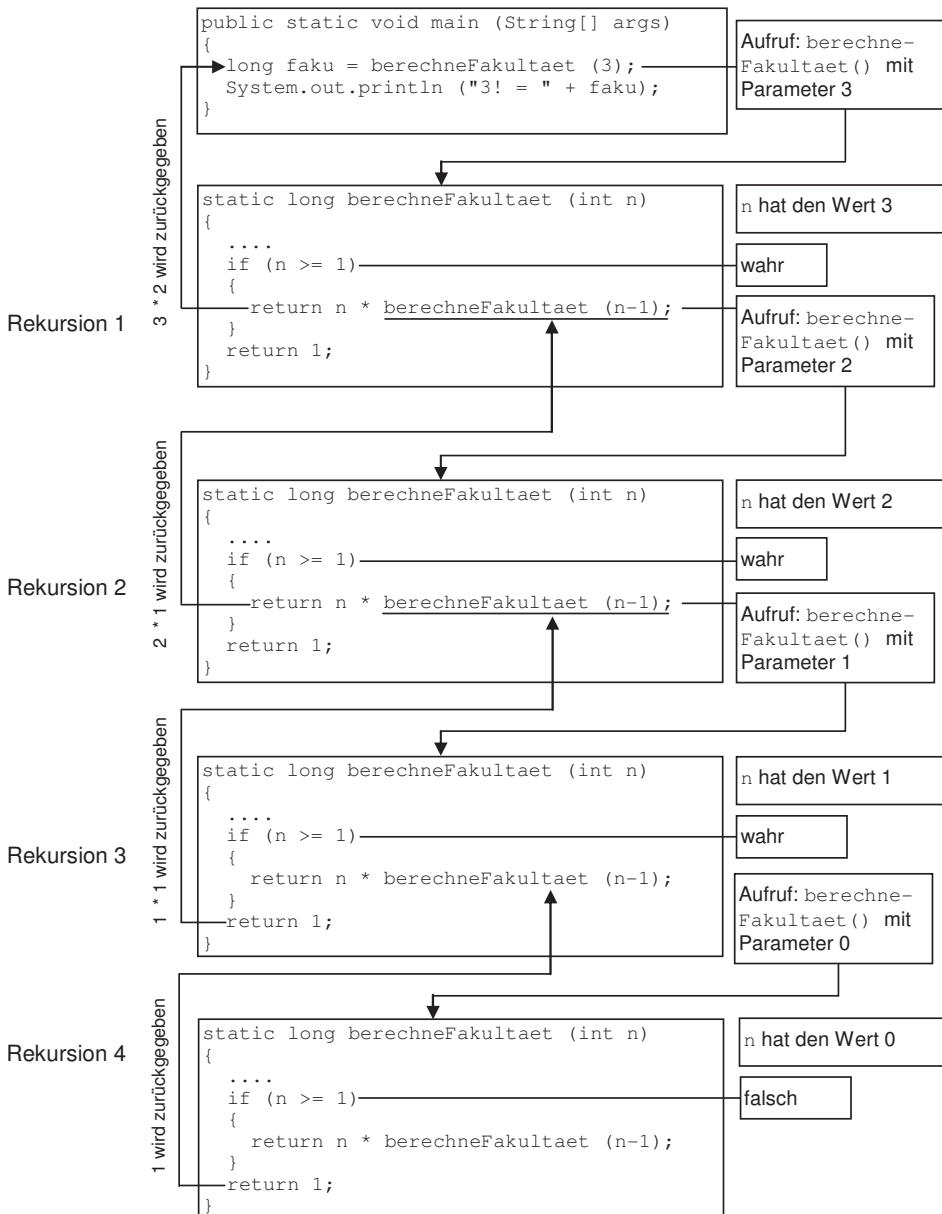 public static void main (String[] args)
{
long faku = berechneFakultaet (3);
System.out.println ("3! = " + faku);
}
Aufruf: berechne-
Fakultaet() mit
Parameter 3
3 * 2 wird zurückgegeben
Rekursion 1
static long berechneFakultaet (int n)
{
....
if (n >= 1)
{
return n * berechneFakultaet (n-1);
}
return 1;
}
n hat den Wert 3
wahr
Aufruf: berechne-
Fakultaet() mit
Parameter 2
2 * 1 wird zurückgegeben
Rekursion 2
static long berechneFakultaet (int n)
{
....
if (n >= 1)
{
return n * berechneFakultaet (n-1);
}
return 1;
}
n hat den Wert 2
wahr
Aufruf: berechne-
Fakultaet() mit
Parameter 1
1 * 1 wird zurückgegeben
Rekursion 3
static long berechneFakultaet (int n)
{
....
if (n >= 1)
{
return n * berechneFakultaet (n-1);
}
return 1;
}
n hat den Wert 1
wahr
Aufruf: berechne-
Fakultaet() mit
Parameter 0
1 wird zurückgegeben
Rekursion 4
static long berechneFakultaet (int n)
{
....
if (n >= 1)
{
return n * berechneFakultaet (n-1);
}
return 1;
}
n hat den Wert 0
falsch